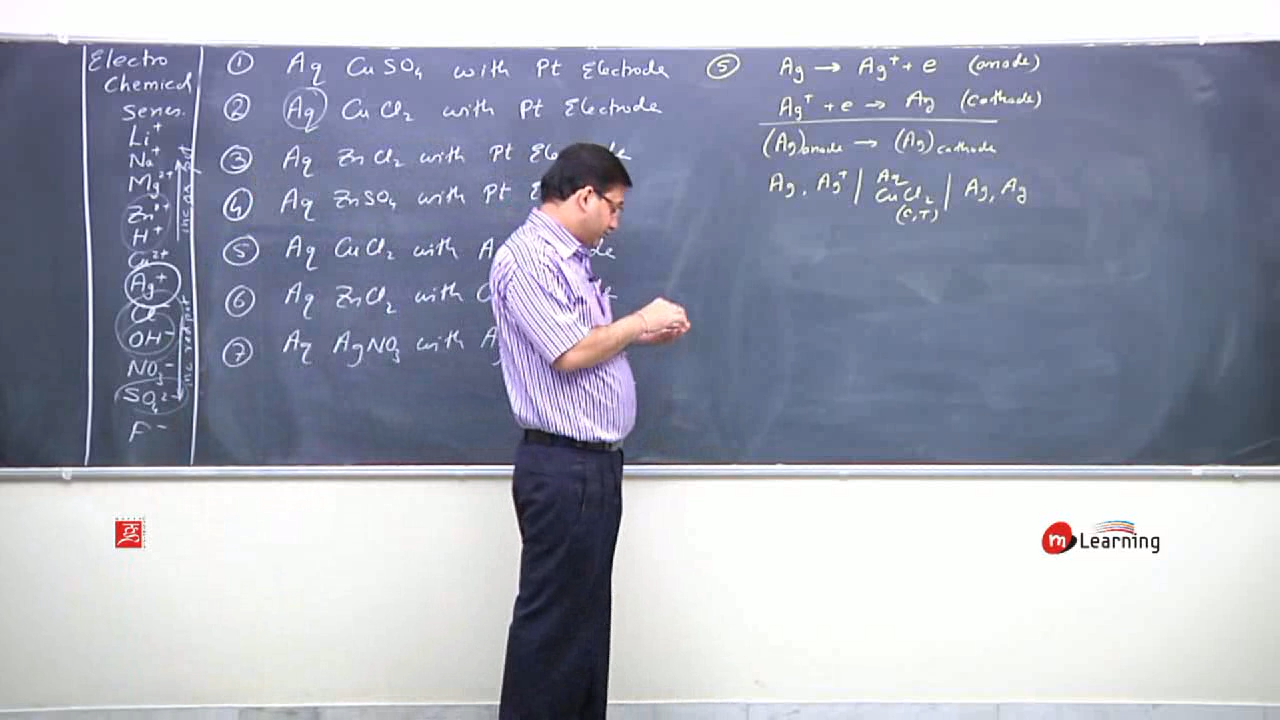 Electro
Chemical
Series.
Li⁺
Na⁺
Mg²⁺
Zn²⁺
H⁺
Cu²⁺
Ag⁺
Cl⁻
OH⁻
NO₃⁻
SO₄²⁻
F⁻
inc red pot
① Aq CuSO₄ with Pt Electrode
② Aq CuCl₂ with Pt Electrode
③ Aq ZnCl₂ with Pt
④ Aq ZnSO₄ with Pt
⑤ Aq CuCl₂ with
⑥ Aq ZnCl₂ with
⑦ Aq AgNO₃ with
⑤ Ag → Ag⁺ + e (anode)
Ag⁺ + e → Ag (cathode)
(Ag)anode → (Ag)cathode
Ag, Ag⁺ | Aq CuCl₂ (C,T) | Ag, Ag
m Learning